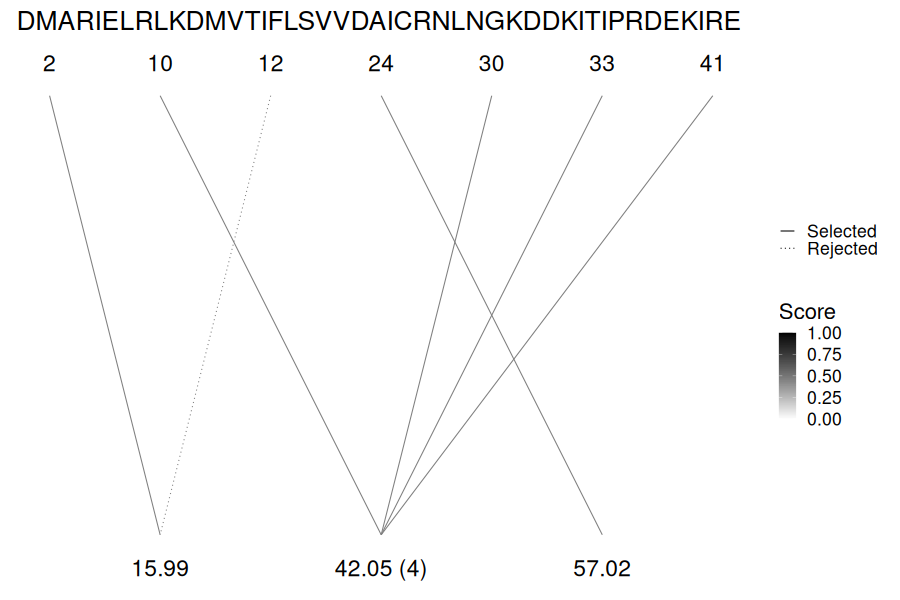 DMARIELRLKDMVTIFLSVVDAICRNLNGKDDKITIPRDEKIRE
2 10 12 24 30 33 41
Selected
Rejected
Score
1.00
0.75
0.50
0.25
0.00
15.99 42.05 (4) 57.02